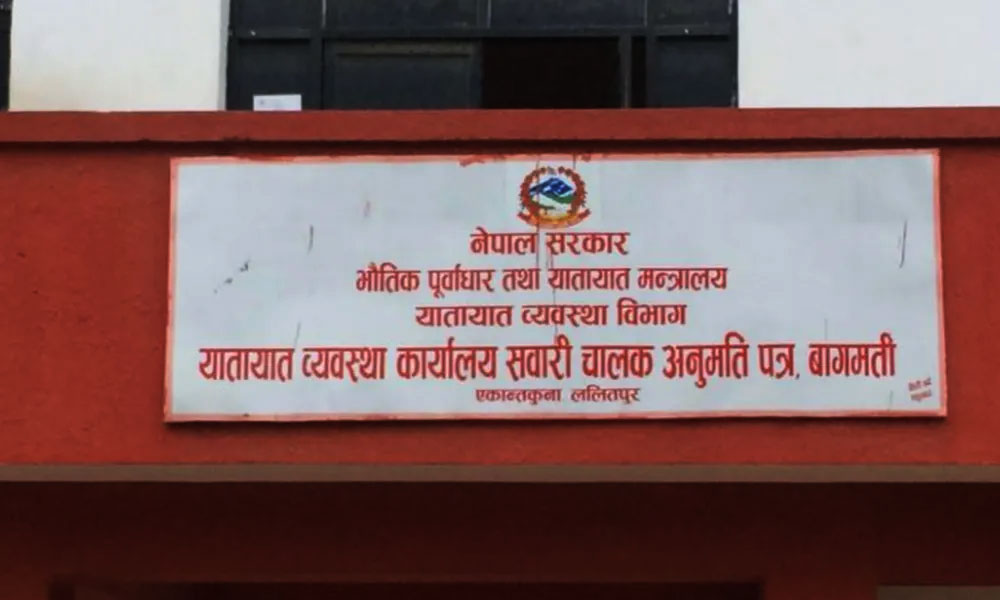 नेपाल सरकार
भौतिक पूर्वाधार तथा यातायात मन्त्रालय
यातायात व्यवस्था विभाग
यातायात व्यवस्था कार्यालय सवारी चालक अनुमति पत्र, बागमती
एकान्तकुना ललितपुर